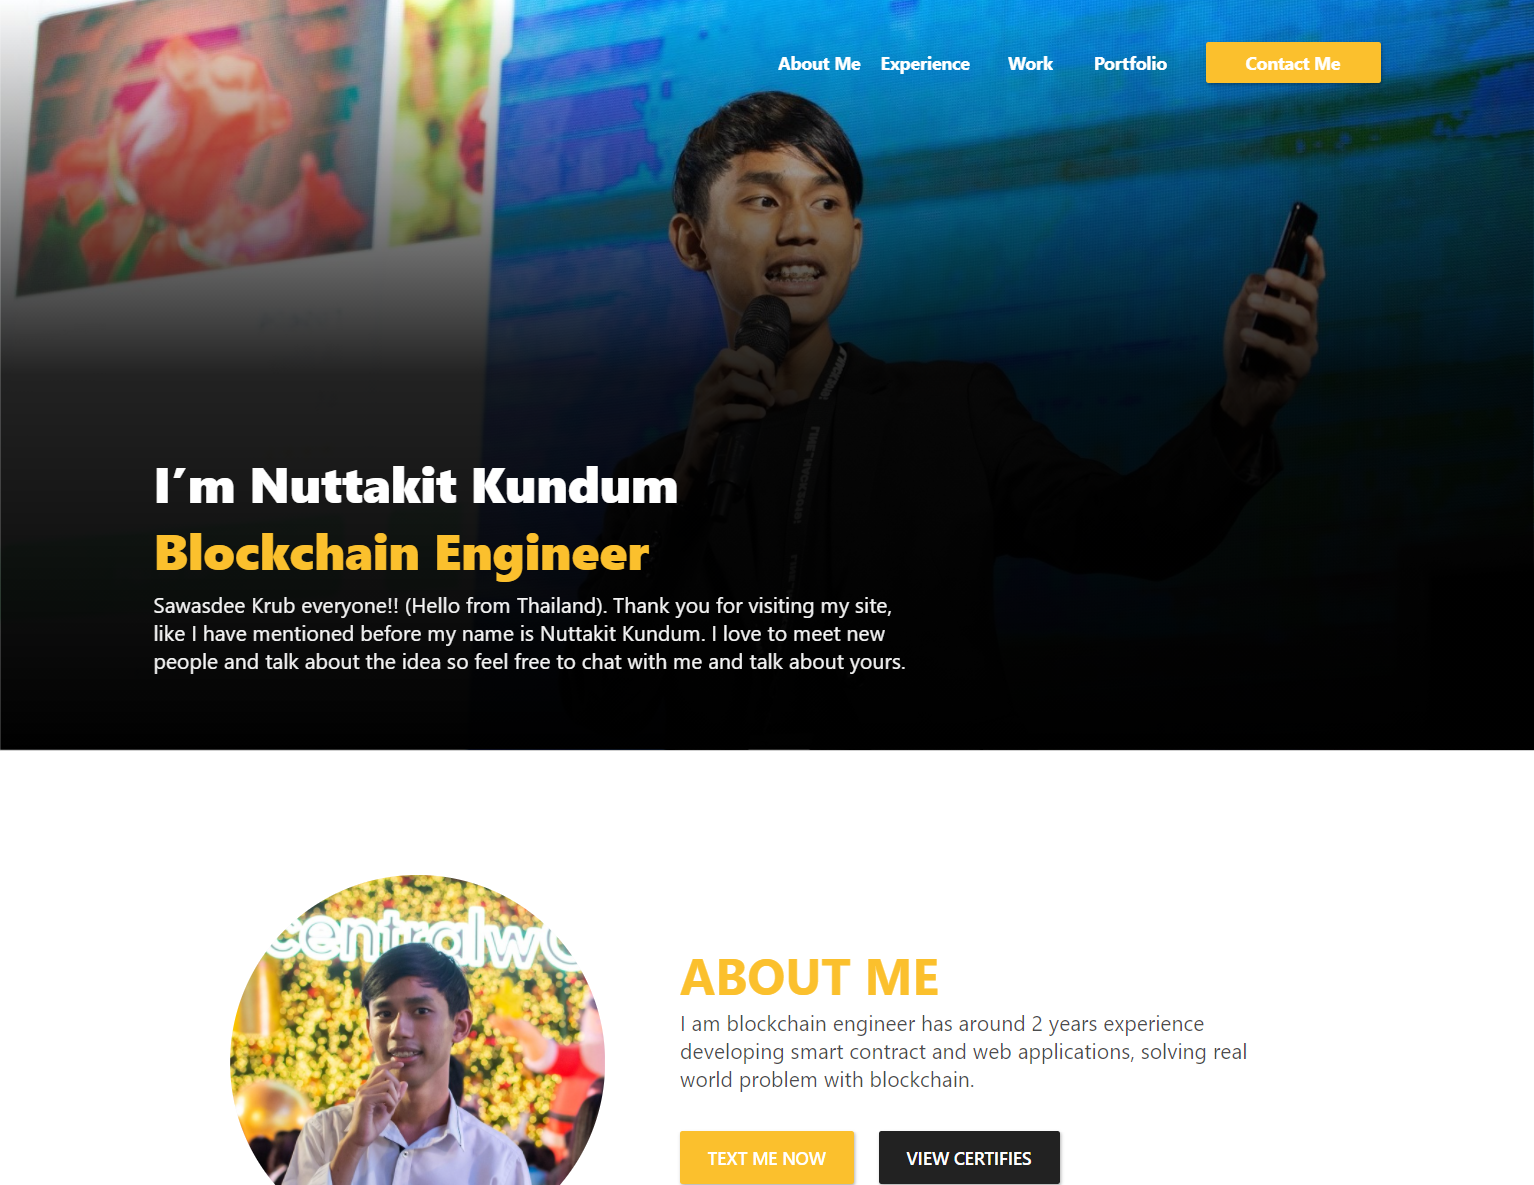 About Me Experience Work Portfolio Contact Me
I´m Nuttakit Kundum
Blockchain Engineer
Sawasdee Krub everyone!! (Hello from Thailand). Thank you for visiting my site,
like I have mentioned before my name is Nuttakit Kundum. I love to meet new
people and talk about the idea so feel free to chat with me and talk about yours.
centralw
ABOUT ME
I am blockchain engineer has around 2 years experience
developing smart contract and web applications, solving real
world problem with blockchain.
TEXT ME NOW VIEW CERTIFIES